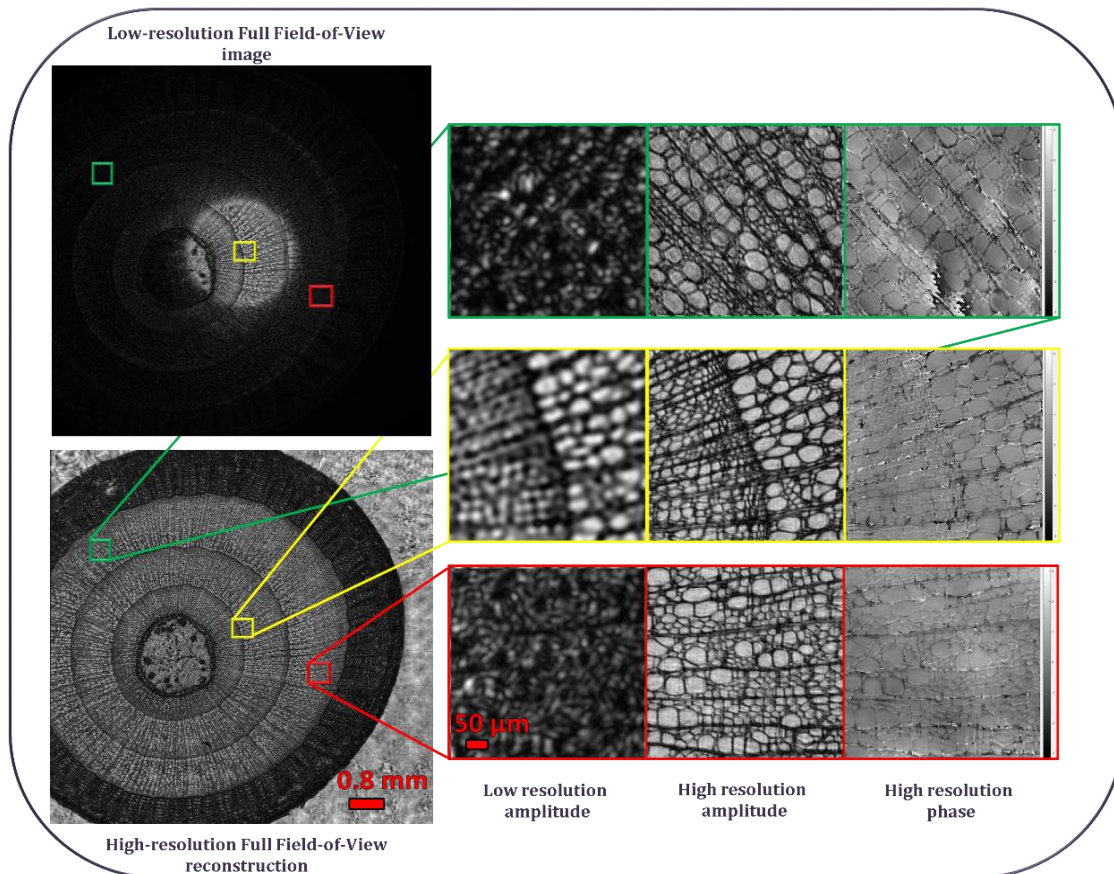 Low-resolution Full Field-of-View
image
50 μm
0.8 mm
Low resolution
amplitude
High resolution
amplitude
High resolution
phase
High-resolution Full Field-of-View
reconstruction